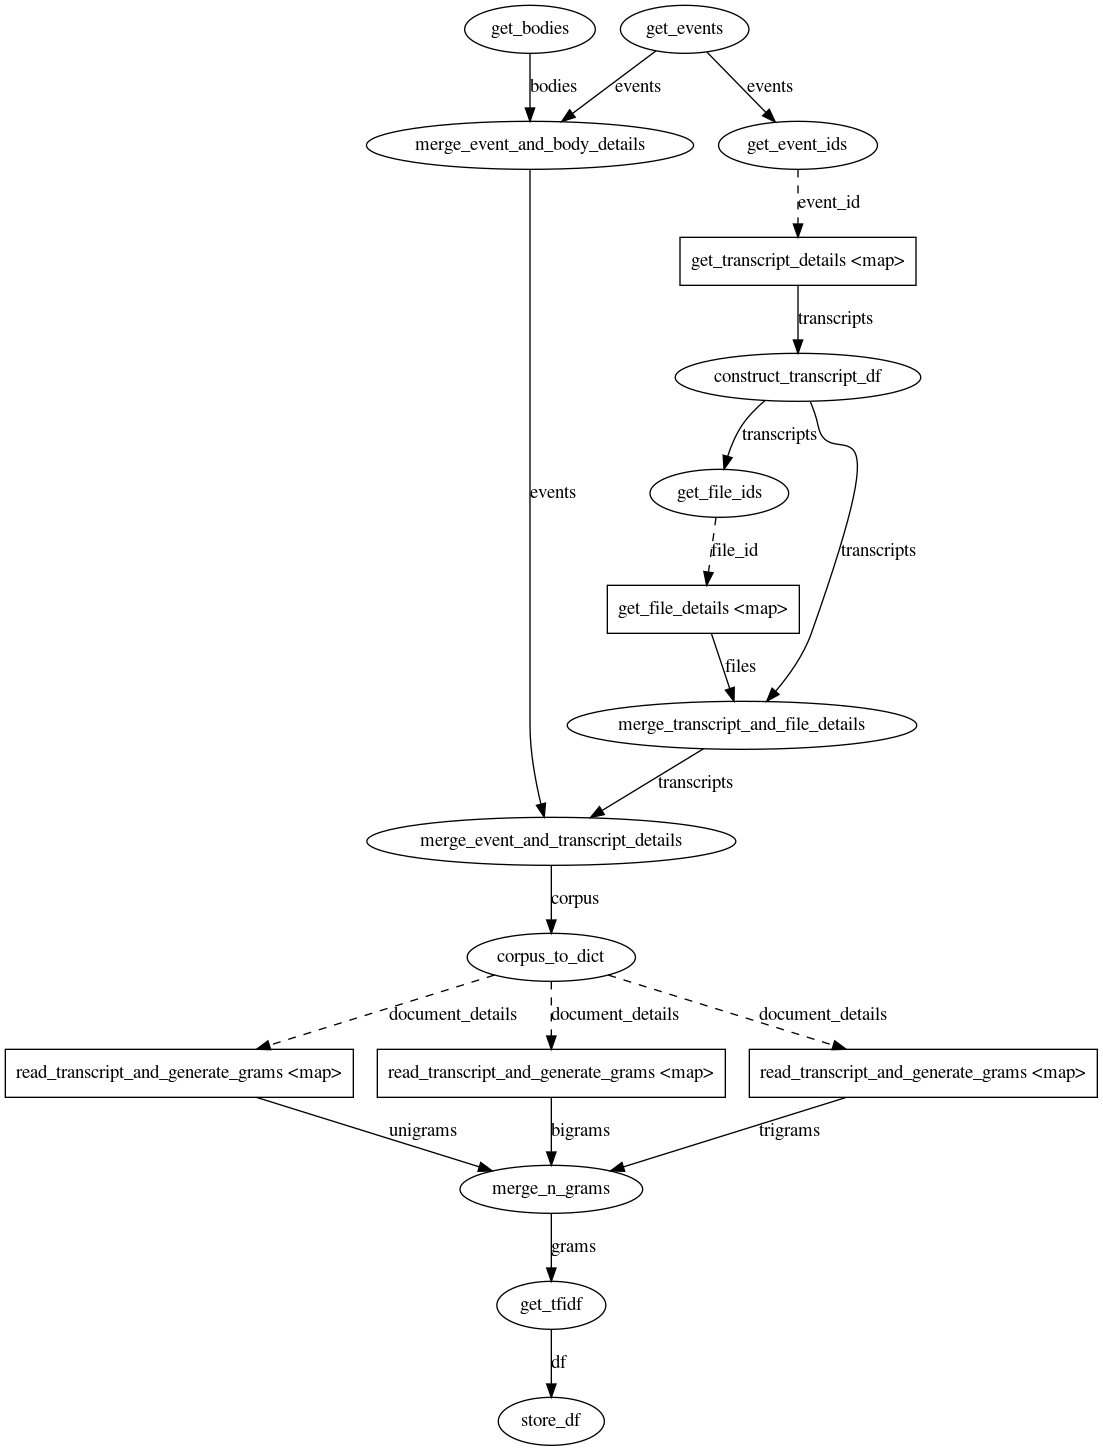 get_bodies
get_events
bodies
events
events
merge_event_and_body_details
get_event_ids
event_id
get_transcript_details <map>
transcripts
construct_transcript_df
transcripts
get_file_ids
events
file_id
transcripts
get_file_details <map>
files
merge_transcript_and_file_details
transcripts
merge_event_and_transcript_details
corpus
corpus_to_dict
document_details
document_details
document_details
read_transcript_and_generate_grams <map>
read_transcript_and_generate_grams <map>
read_transcript_and_generate_grams <map>
unigrams
bigrams
trigrams
merge_n_grams
grams
get_tfidf
df
store_df